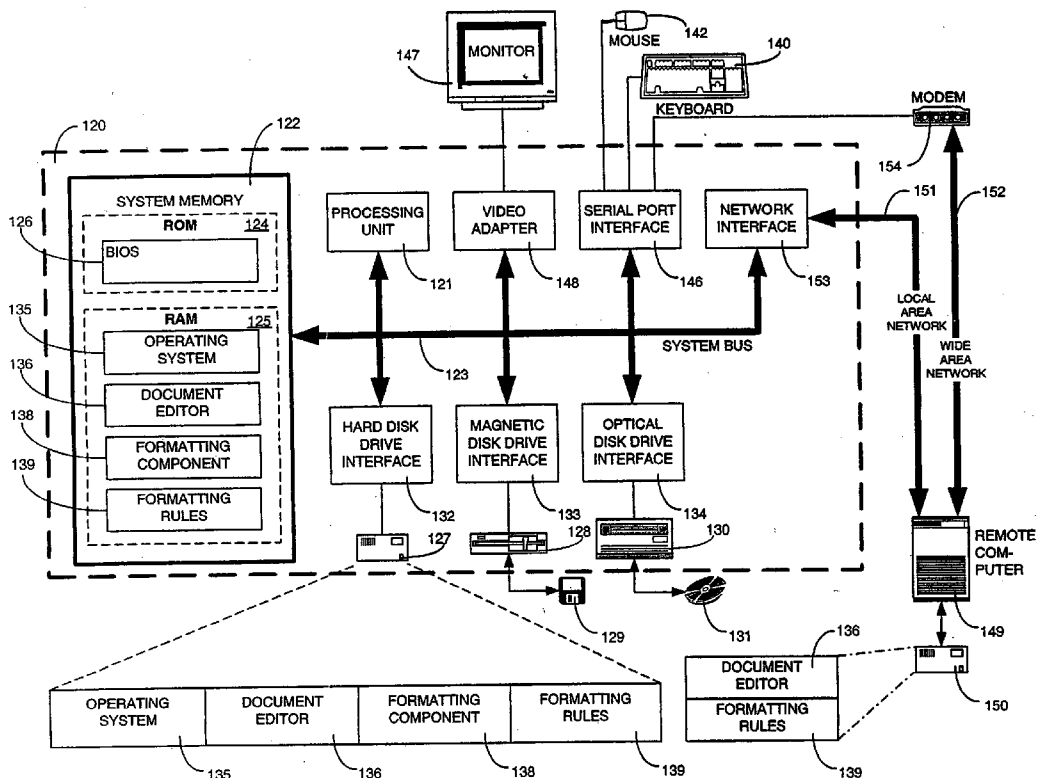 142
MOUSE
140
147
MONITOR
KEYBOARD
MODEM
154
120
122
151
152
SYSTEM MEMORY
ROM
124
126
BIOS
PROCESSING
UNIT
VIDEO
ADAPTER
SERIAL PORT
INTERFACE
NETWORK
INTERFACE
121
148
146
153
135
RAM
125
OPERATING
SYSTEM
SYSTEM BUS
123
LOCAL
AREA
NETWORK
WIDE
AREA
NETWORK
136
DOCUMENT
EDITOR
138
FORMATTING
COMPONENT
139
FORMATTING
RULES
HARD DISK
DRIVE
INTERFACE
MAGNETIC
DISK DRIVE
INTERFACE
OPTICAL
DISK DRIVE
INTERFACE
132
133
134
127
128
130
REMOTE
COM-
PUTER
129
131
149
136
DOCUMENT
EDITOR
FORMATTING
RULES
150
139
OPERATING
SYSTEM
DOCUMENT
EDITOR
FORMATTING
COMPONENT
FORMATTING
RULES
135
136
138
139